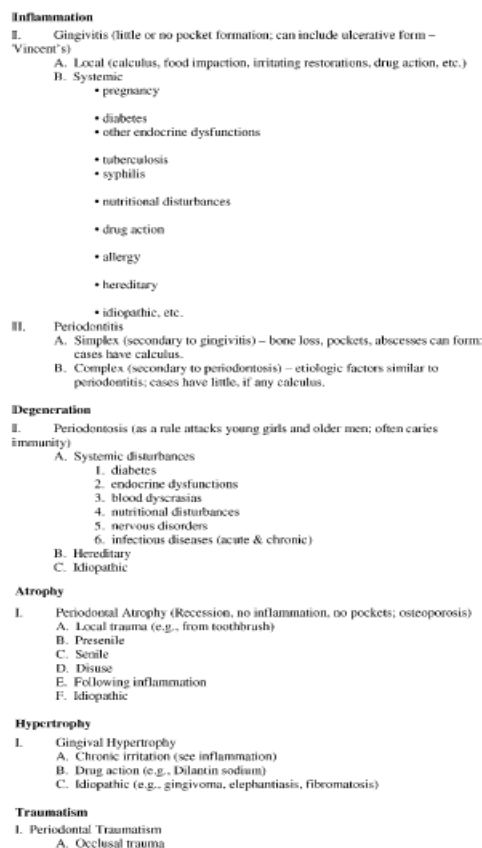 Inflammation
I. Gingivitis (little or no pocket formation; can include ulcerative form –
Vincent's)
A. Local (calculus, food impaction, irritating restorations, drug action, etc.)
B. Systemic
• pregnancy
• diabetes
• other endocrine dysfunctions
• tuberculosis
• syphilis
• nutritional disturbances
• drug action
• allergy
• hereditary
• idiopathic, etc.
II. Periodontitis
A. Simplex (secondary to gingivitis) – bone loss, pockets, abscesses can form;
cases have calculus.
B. Complex (secondary to periodontosis) – etiologic factors similar to
periodontitis; cases have little, if any calculus.
Degeneration
I. Periodontosis (as a rule attacks young girls and older men; often caries
immunity)
A. Systemic disturbances
1. diabetes
2. endocrine dysfunctions
3. blood dyscrasias
4. nutritional disturbances
5. nervous disorders
6. infectious diseases (acute & chronic)
B. Hereditary
C. Idiopathic
Atrophy
I. Periodontal Atrophy (Recession, no inflammation, no pockets; osteoporosis)
A. Local trauma (e.g., from toothbrush)
B. Presenile
C. Senile
D. Disuse
E. Following inflammation
F. Idiopathic
Hypertrophy
I. Gingival Hypertrophy
A. Chronic irritation (see inflammation)
B. Drug action (e.g., Dilantin sodium)
C. Idiopathic (e.g., gingivoma, elephantiasis, fibromatosis)
Traumatism
I. Periodontal Traumatism
A. Occlusal trauma